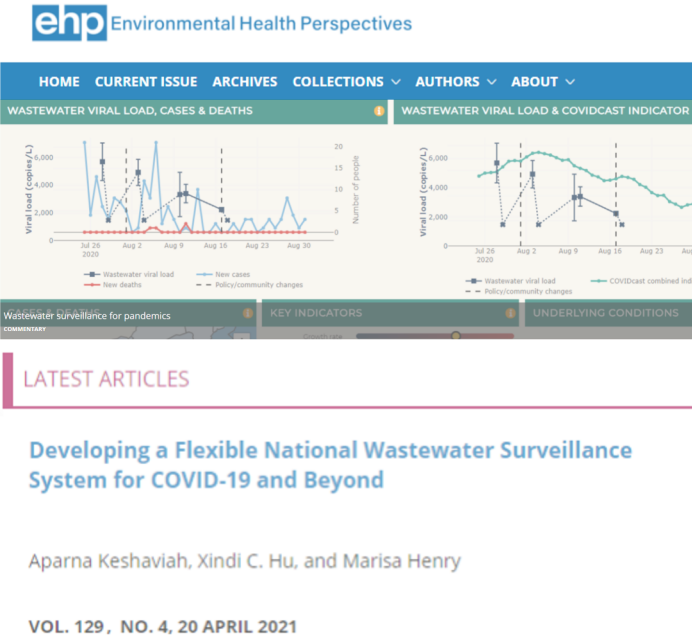 ehp Environmental Health Perspectives
HOME CURRENT ISSUE ARCHIVES COLLECTIONS AUTHORS ABOUT
WASTEWATER VIRAL LOAD, CASES & DEATHS
WASTEWATER VIRAL LOAD & COVIDCAST INDICATOR
Viral load (copies/L)
6,000
4,000
2,000
0
20
15
10
5
0
Number of people
Jul 26 Aug 2 Aug 9 Aug 16 Aug 23 Aug 30
2020
Wastewater viral load New cases
New deaths Policy/community changes
Viral load (copies/L)
6,000
4,000
2,000
0
Jul 26 Aug 2 Aug 9 Aug 16 Aug 23 Au
2020
Wastewater viral load COVIDcast combined ind
Policy/community changes
CASES & DEATHS
KEY INDICATORS
UNDERLYING CONDITIONS
Wastewater surveillance for pandemics
COMMENTARY
Growth rate
LATEST ARTICLES
Developing a Flexible National Wastewater Surveillance
System for COVID-19 and Beyond
Aparna Keshaviah, Xindi C. Hu, and Marisa Henry
VOL. 129, NO. 4, 20 APRIL 2021